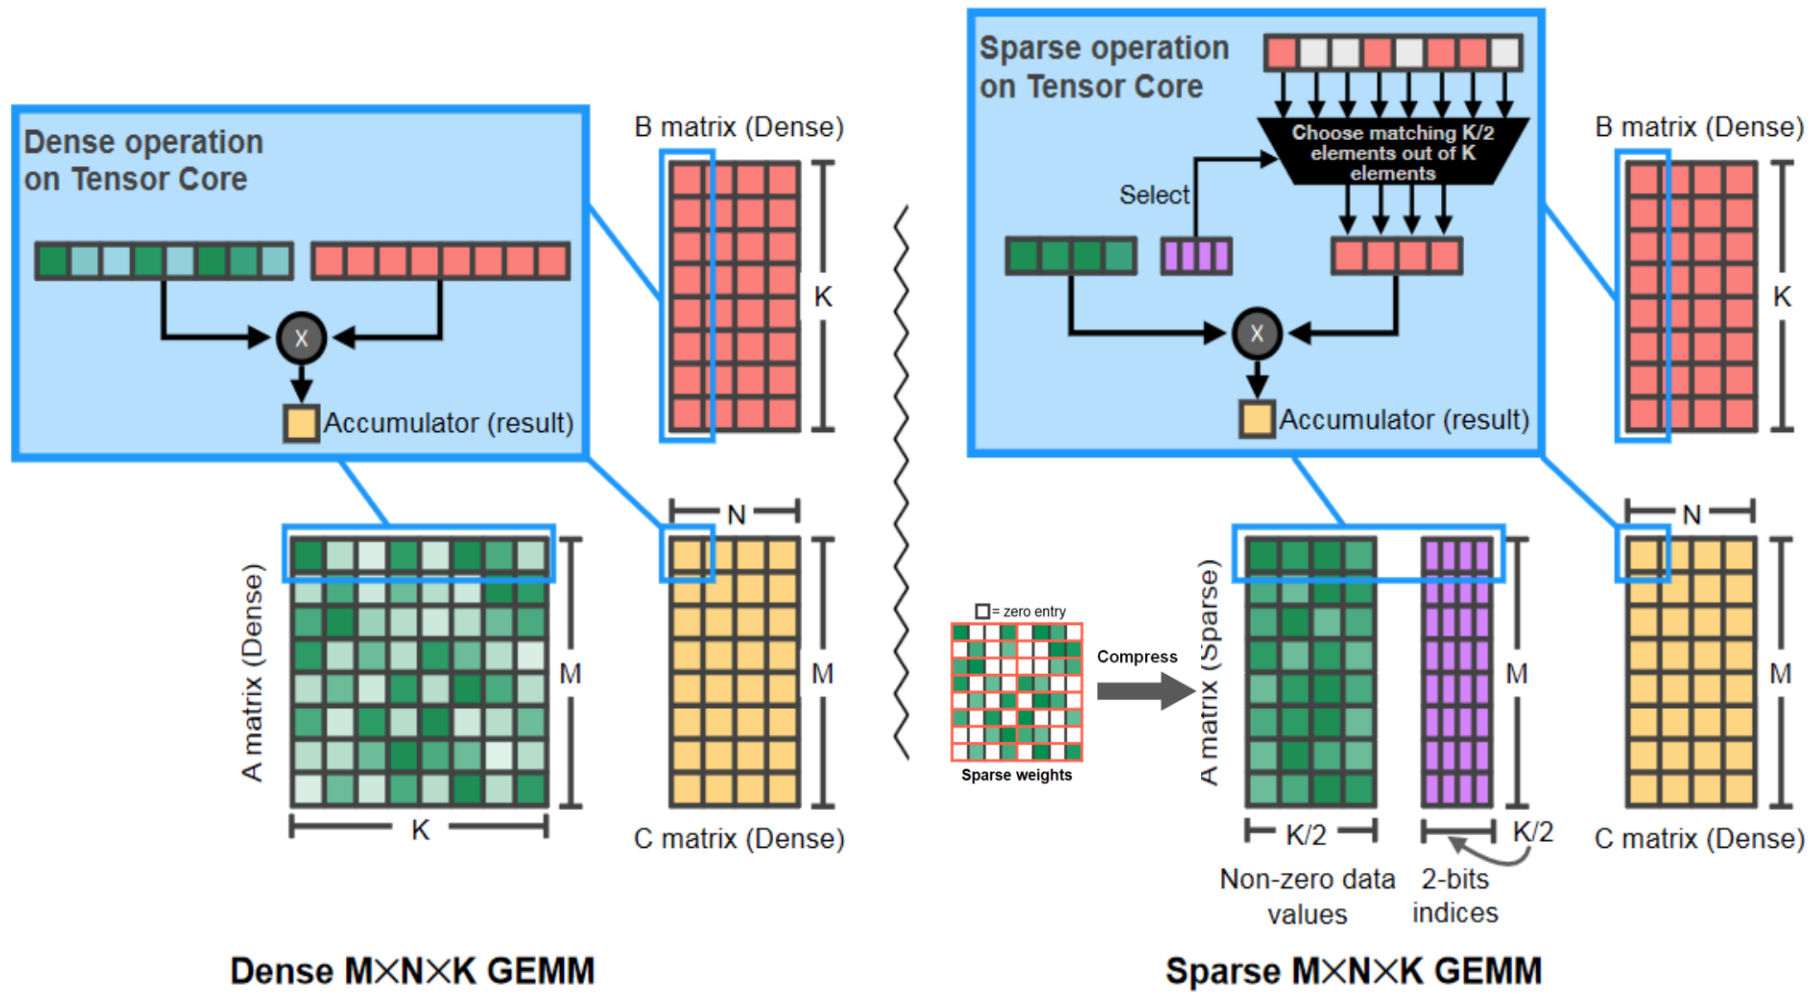 Dense operation
on Tensor Core
X
Accumulator (result)
B matrix (Dense)
K
N
A matrix (Dense)
M
M
K
C matrix (Dense)
Dense M×N×K GEMM
Sparse operation
on Tensor Core
Choose matching K/2
elements out of K
elements
Select
X
Accumulator (result)
B matrix (Dense)
K
N
= zero entry
Compress
Sparse weights
A matrix (Sparse)
M
M
K/2
K/2
Non-zero data
values
2-bits
indices
C matrix (Dense)
Sparse M×N×K GEMM